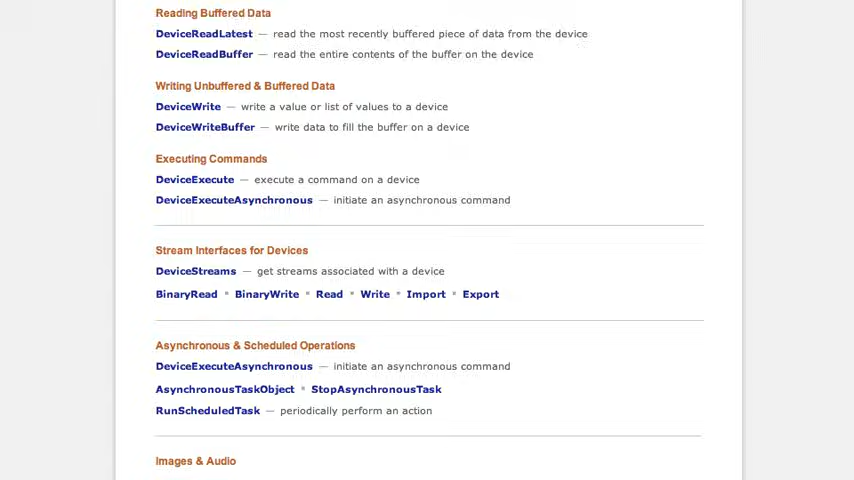 Reading Buffered Data
DeviceReadLatest — read the most recently buffered piece of data from the device
DeviceReadBuffer — read the entire contents of the buffer on the device
Writing Unbuffered & Buffered Data
DeviceWrite — write a value or list of values to a device
DeviceWriteBuffer — write data to fill the buffer on a device
Executing Commands
DeviceExecute — execute a command on a device
DeviceExecuteAsynchronous — initiate an asynchronous command
Stream Interfaces for Devices
DeviceStreams — get streams associated with a device
BinaryRead ▪ BinaryWrite ▪ Read ▪ Write ▪ Import ▪ Export
Asynchronous & Scheduled Operations
DeviceExecuteAsynchronous — initiate an asynchronous command
AsynchronousTaskObject ▪ StopAsynchronousTask
RunScheduledTask — periodically perform an action
Images & Audio